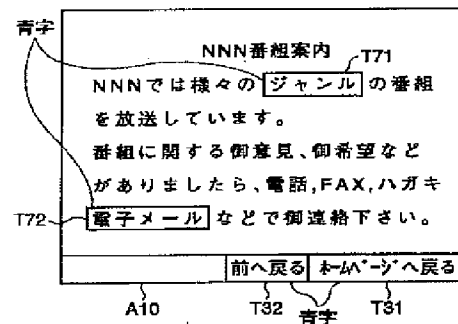 青字
NNN番組案内
T71
NNNでは様々の ジャンル の番組
を放送しています。
番組に関する御意見、御希望など
がありましたら、電話,FAX,ハガキ
T72 電子メール などで御連絡下さい。
前へ戻る ホームページへ戻る
A10 T32 青字 T31